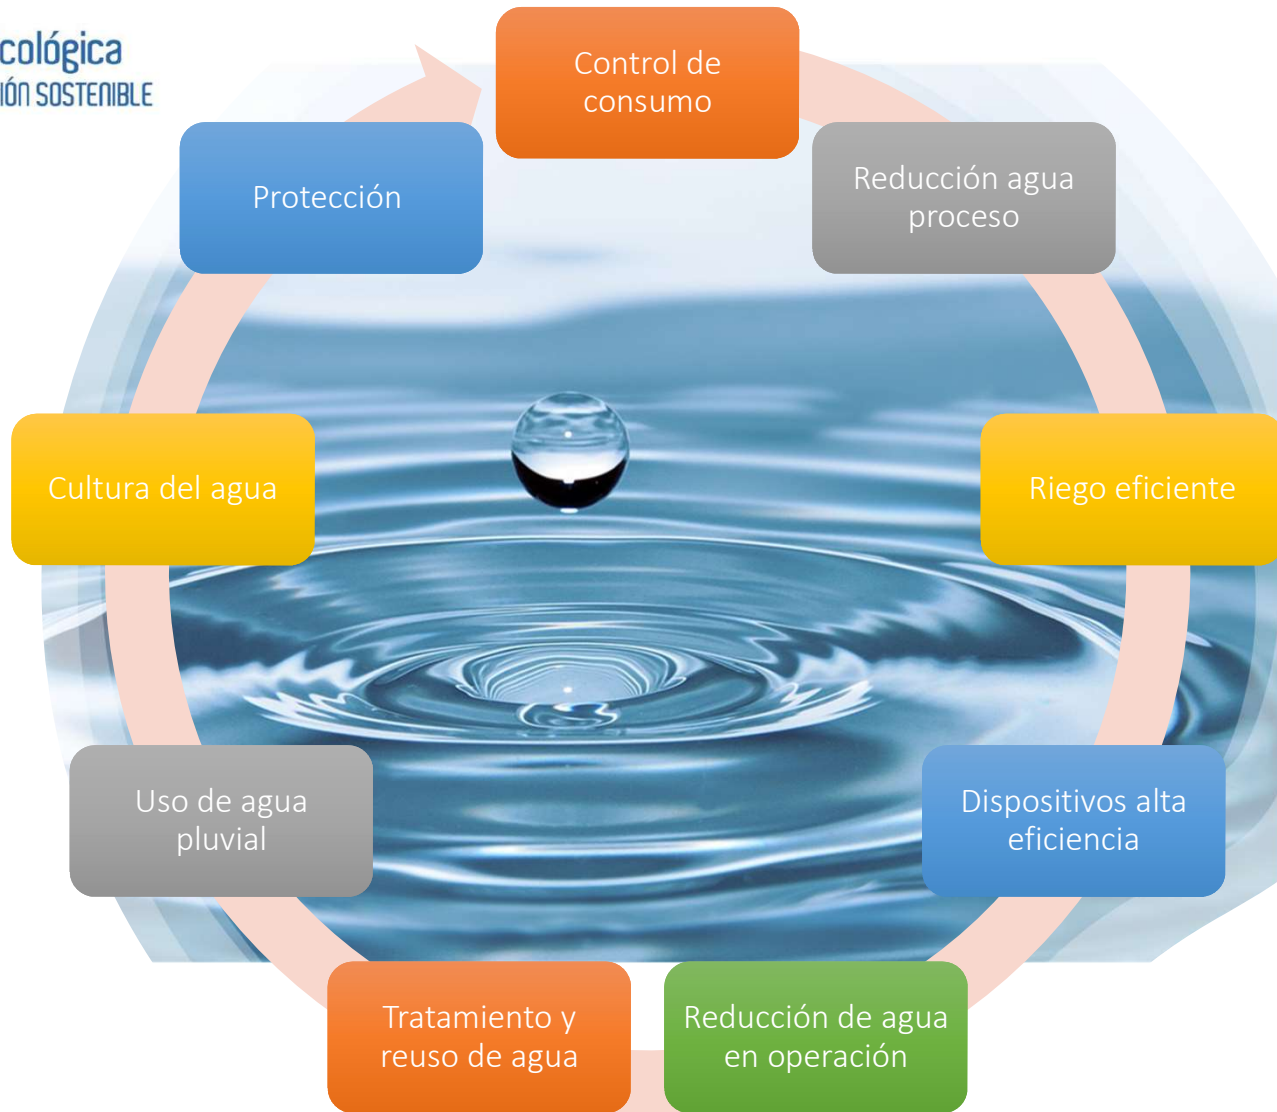 cológica
IÓN SOSTENIBLE
Control de
consumo
Reducción agua
proceso
Riego eficiente
Dispositivos alta
eficiencia
Reducción de agua
en operación
Tratamiento y
reuso de agua
Uso de agua
pluvial
Cultura del agua
Protección